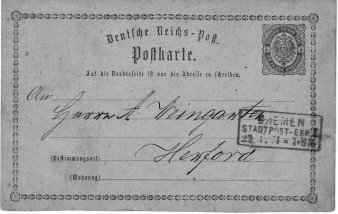 Deutsche Reichs-Post.
Postkarte.
Auf die Vorderseite ist nur die Adresse zu schreiben.
An
Herrn A. Weingarten
BREMEN
STADTPOST-EXP.
(Bestimmungsort)
Herford
(Wohnung)